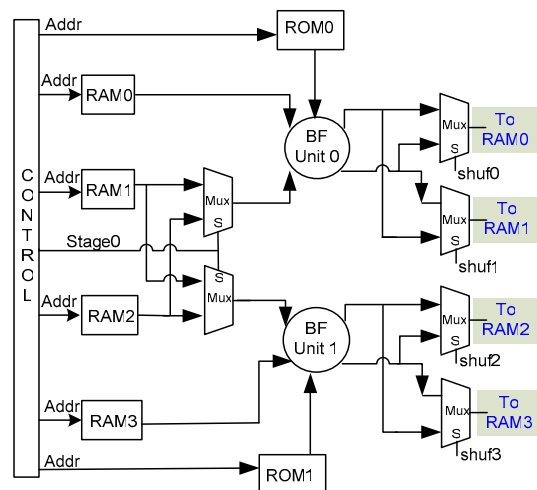 Addr
ROM0
Addr
RAM0
BF
Unit 0
Mux
S
To
RAM0
shuf0
CONTROL
Addr
RAM1
Mux
S
Mux
S
To
RAM1
shuf1
Stage0
S
Mux
Addr
RAM2
BF
Unit 1
Mux
S
To
RAM2
shuf2
Addr
RAM3
Mux
S
To
RAM3
shuf3
Addr
ROM1